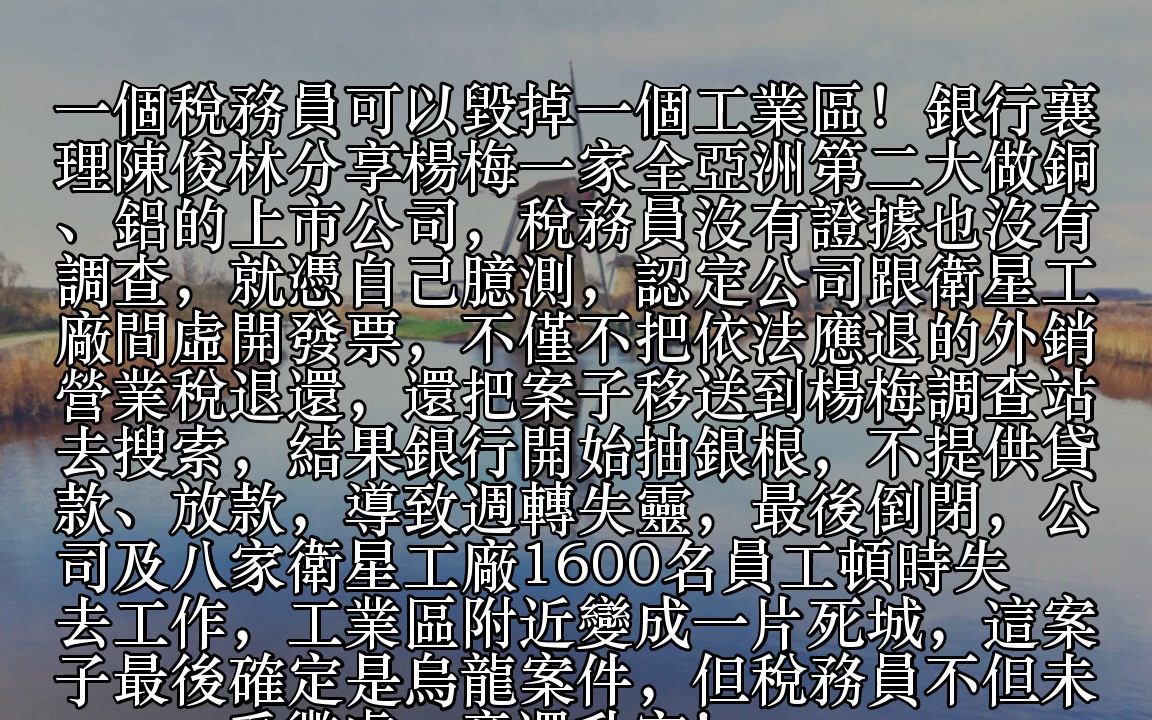 一個稅務員可以毀掉一個工業區！銀行襄
理陳俊林分享楊梅一家全亞洲第二大做銅
、鋁的上市公司，稅務員沒有證據也沒有
調查，就憑自己臆測，認定公司跟衛星工
廠間虛開發票，不僅不把依法應退的外銷
營業稅退還，還把案子移送到楊梅調查站
去搜索，結果銀行開始抽銀根，不提供貸
款、放款，導致週轉失靈，最後倒閉，公
司及八家衛星工廠1600名員工頓時失
去工作，工業區附近變成一片死城，這案
子最後確定是烏龍案件，但稅務員不但未